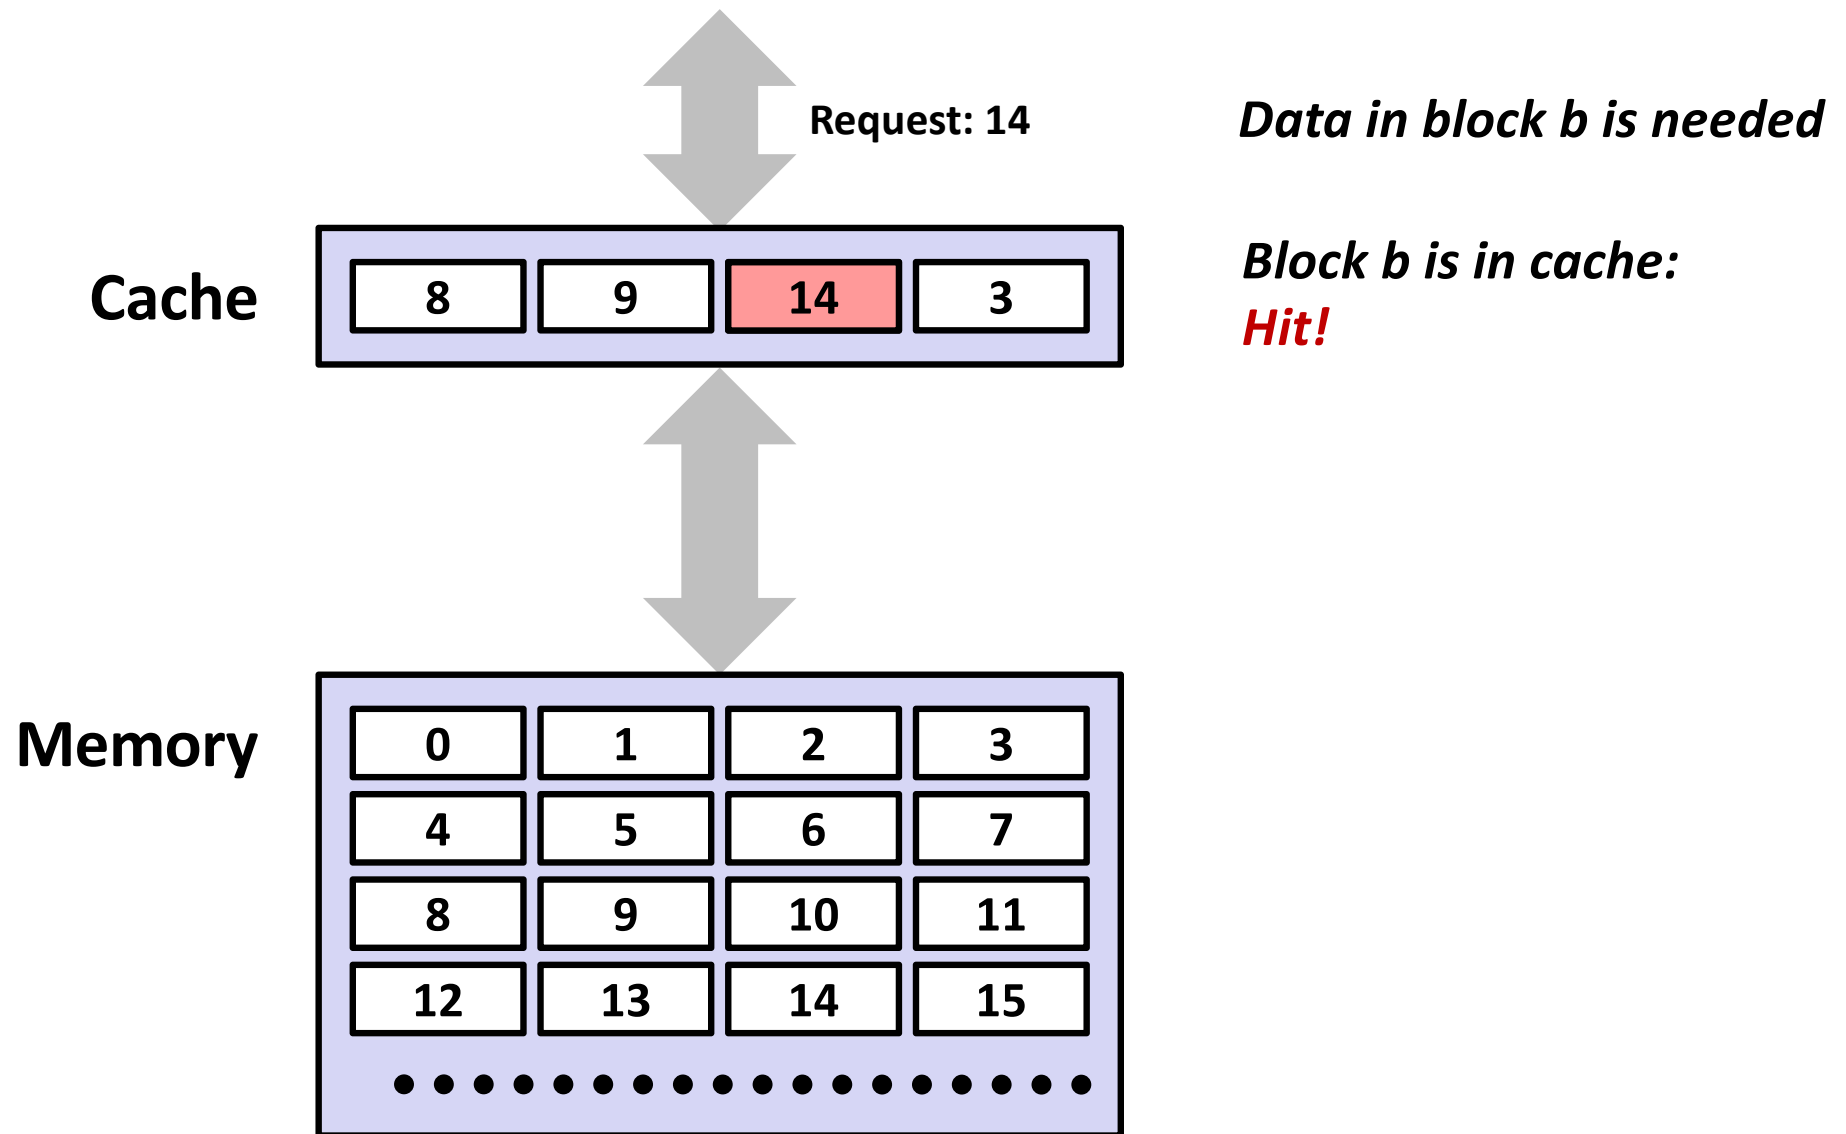 Request: 14
Data in block b is needed
Cache
8 9 14 3
Block b is in cache:
Hit!
Memory
0 1 2 3
4 5 6 7
8 9 10 11
12 13 14 15